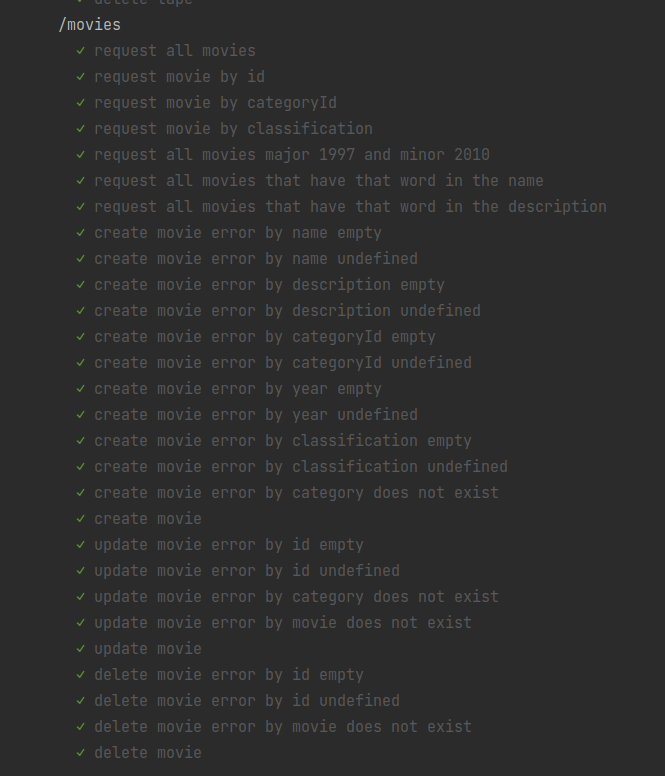 ✓ delete tape
/movies
✓ request all movies
✓ request movie by id
✓ request movie by categoryId
✓ request movie by classification
✓ request all movies major 1997 and minor 2010
✓ request all movies that have that word in the name
✓ request all movies that have that word in the description
✓ create movie error by name empty
✓ create movie error by name undefined
✓ create movie error by description empty
✓ create movie error by description undefined
✓ create movie error by categoryId empty
✓ create movie error by categoryId undefined
✓ create movie error by year empty
✓ create movie error by year undefined
✓ create movie error by classification empty
✓ create movie error by classification undefined
✓ create movie error by category does not exist
✓ create movie
✓ update movie error by id empty
✓ update movie error by id undefined
✓ update movie error by category does not exist
✓ update movie error by movie does not exist
✓ update movie
✓ delete movie error by id empty
✓ delete movie error by id undefined
✓ delete movie error by movie does not exist
✓ delete movie